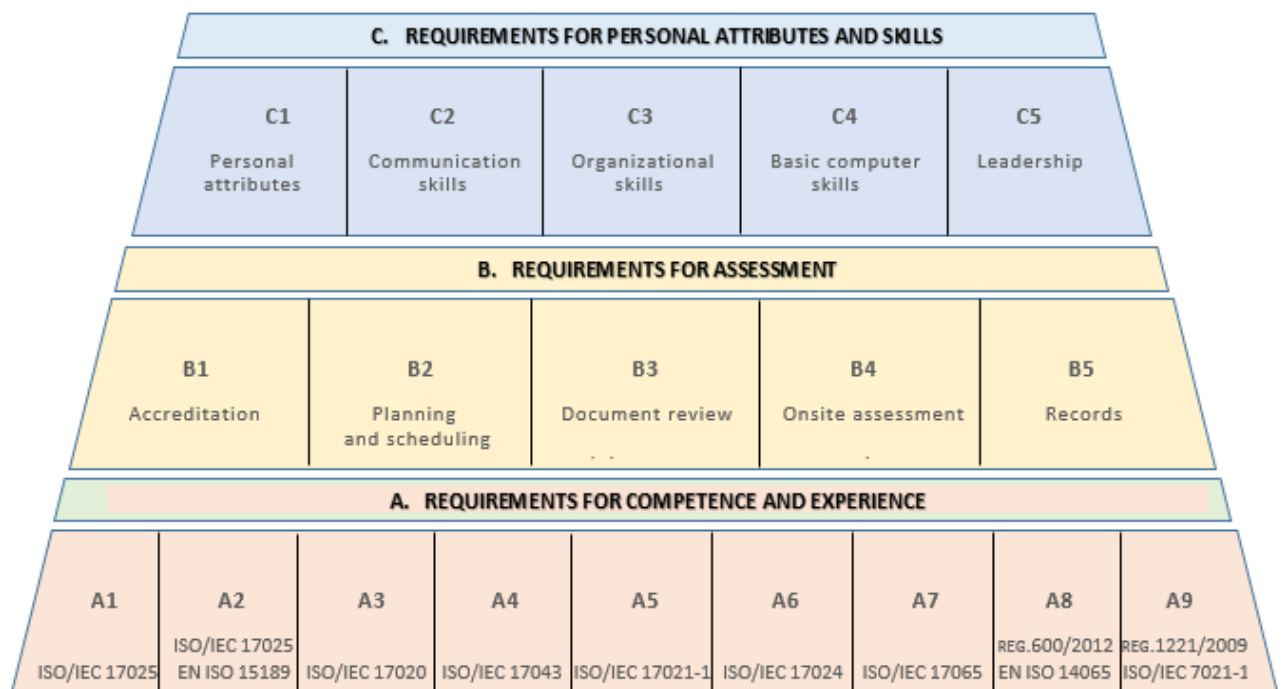 C. REQUIREMENTS FOR PERSONAL ATTRIBUTES AND SKILLS
C1
Personal
attributes
C2
Communication
skills
C3
Organizational
skills
C4
Basic computer
skills
C5
Leadership
B. REQUIREMENTS FOR ASSESSMENT
B1
Accreditation
B2
Planning
and scheduling
B3
Document review
B4
Onsite assessment
B5
Records
A. REQUIREMENTS FOR COMPETENCE AND EXPERIENCE
A1
ISO/IEC 17025
A2
ISO/IEC 17025
EN ISO 15189
A3
ISO/IEC 17020
A4
ISO/IEC 17043
A5
ISO/IEC 17021-1
A6
ISO/IEC 17024
A7
ISO/IEC 17065
A8
REG.600/2012
EN ISO 14065
A9
REG.1221/2009
ISO/IEC 7021-1